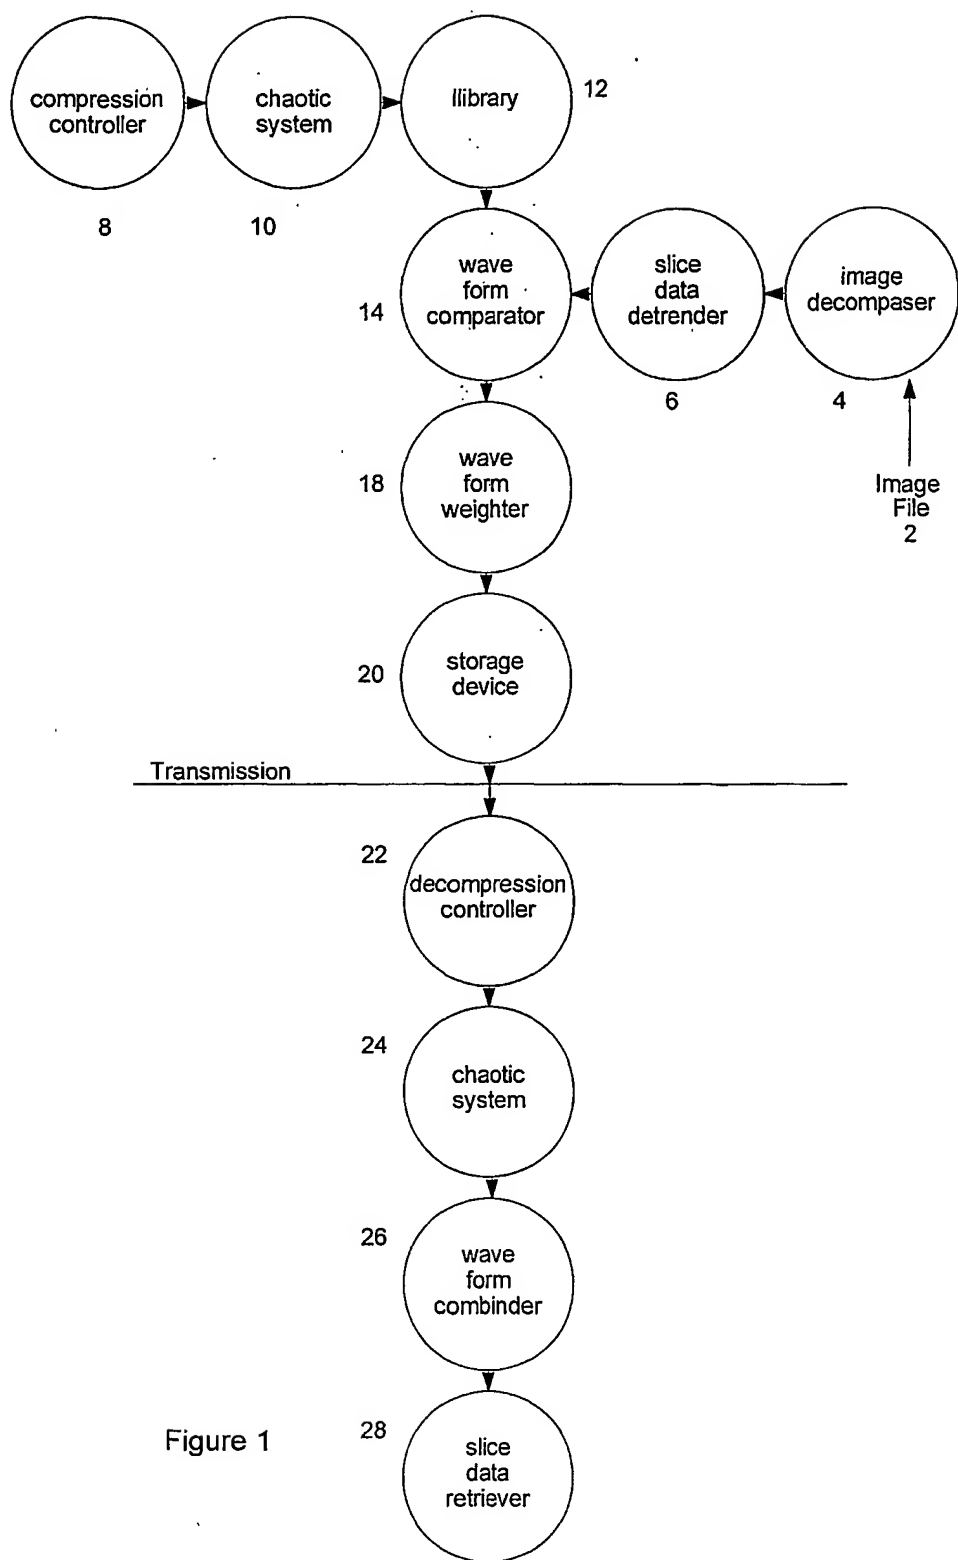 compression
controller
8
chaotic
system
10
llibrary
12
wave
form
comparator
14
slice
data
detrender
6
image
decompaser
4
Image
File
2
wave
form
weighter
18
storage
device
20
Transmission
22
decompression
controller
24
chaotic
system
26
wave
form
combinder
28
slice
data
retriever
Figure 1